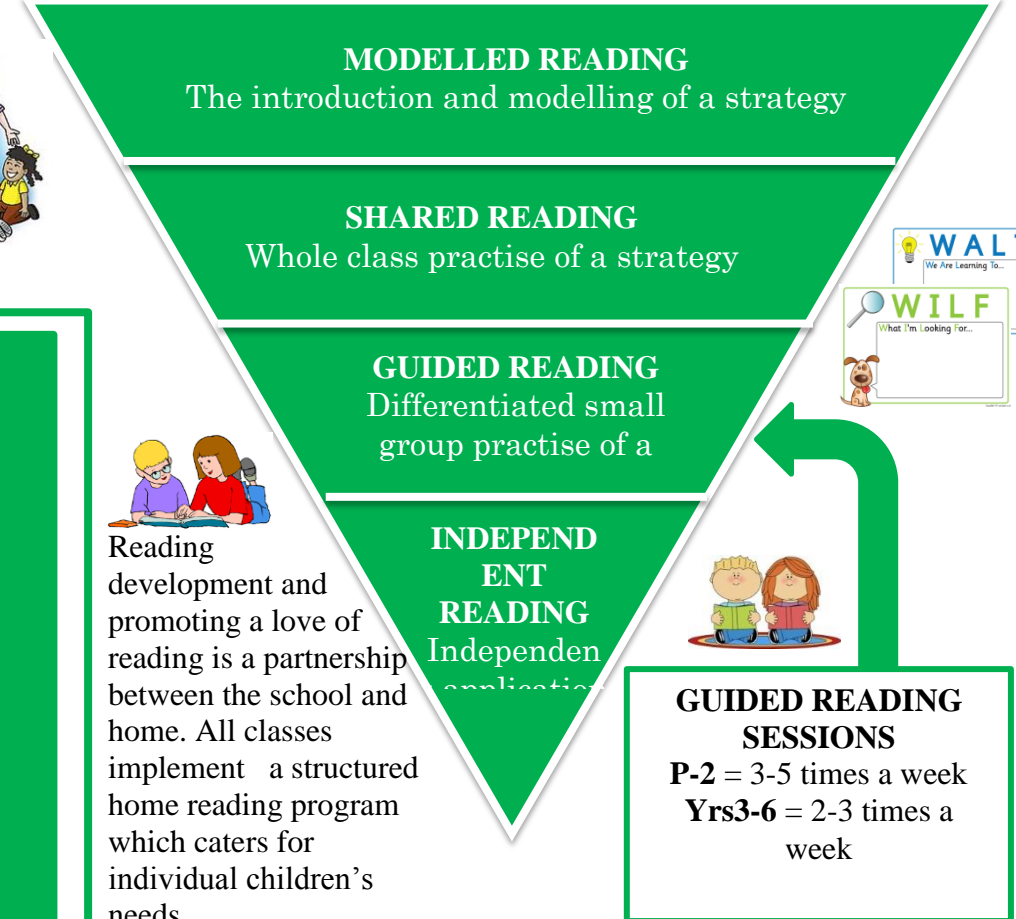 MODELLED READING
The introduction and modelling of a strategy
SHARED READING
Whole class practise of a strategy
WAL
We Are Learning To...
WILF
What I'm Looking For...
GUIDED READING
Differentiated small
group practise of a
INDEPEND
ENT
READING
Independen
applicatio
Reading
development and
promoting a love of
reading is a partnership
between the school and
home. All classes
implement a structured
home reading program
which caters for
individual children's
needs
GUIDED READING
SESSIONS
P-2 = 3-5 times a week
Yrs3-6 = 2-3 times a
week